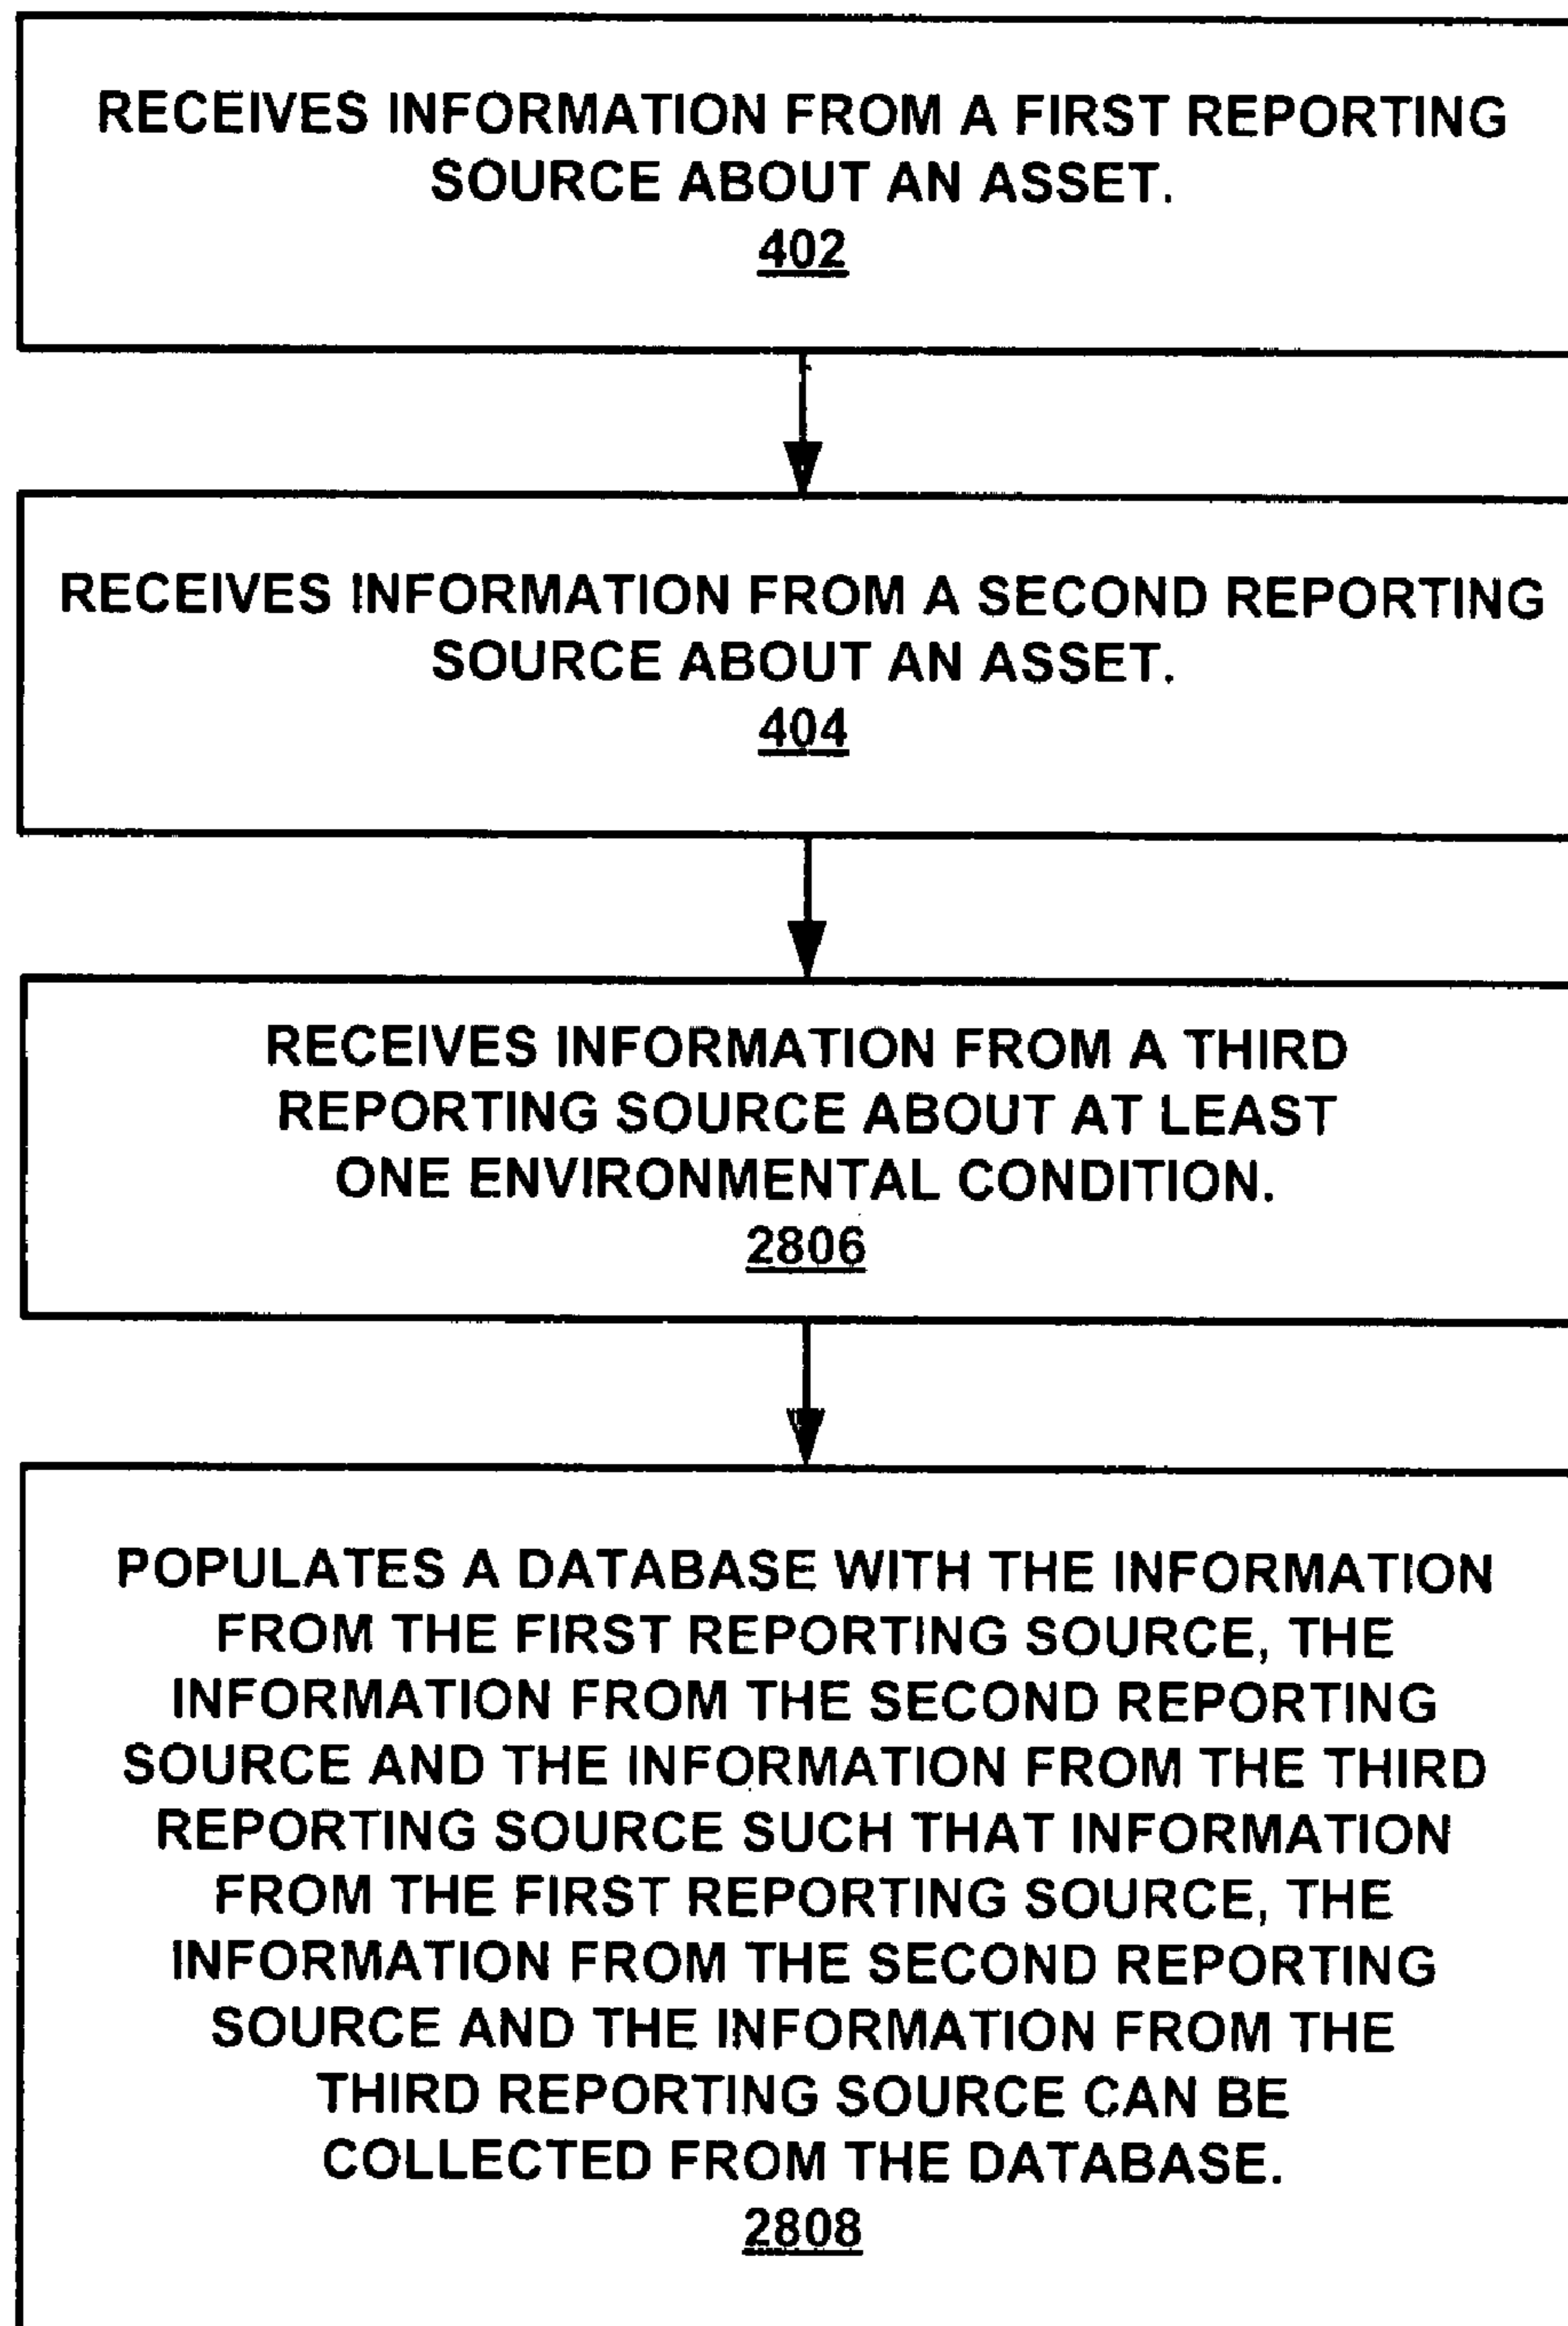 RECEIVES INFORMATION FROM A FIRST REPORTING
SOURCE ABOUT AN ASSET.
402
RECEIVES INFORMATION FROM A SECOND REPORTING
SOURCE ABOUT AN ASSET.
404
RECEIVES INFORMATION FROM A THIRD
REPORTING SOURCE ABOUT AT LEAST
ONE ENVIRONMENTAL CONDITION.
2806
POPULATES A DATABASE WITH THE INFORMATION
FROM THE FIRST REPORTING SOURCE, THE
INFORMATION FROM THE SECOND REPORTING
SOURCE AND THE INFORMATION FROM THE THIRD
REPORTING SOURCE SUCH THAT INFORMATION
FROM THE FIRST REPORTING SOURCE, THE
INFORMATION FROM THE SECOND REPORTING
SOURCE AND THE INFORMATION FROM THE
THIRD REPORTING SOURCE CAN BE
COLLECTED FROM THE DATABASE.
2808